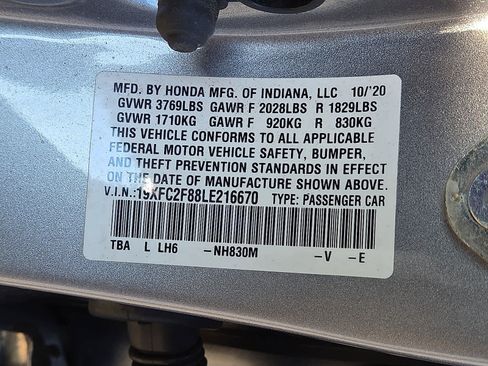 MFD. BY HONDA MFG. OF INDIANA, LLC 10/'20
GVWR 3769LBS GAWR F 2028LBS R 1829LBS
GVWR 1710KG GAWR F 920KG R 830KG
THIS VEHICLE CONFORMS TO ALL APPLICABLE
FEDERAL MOTOR VEHICLE SAFETY, BUMPER,
AND THEFT PREVENTION STANDARDS IN EFFECT
ON THE DATE OF MANUFACTURE SHOWN ABOVE.
V.I.N.:19XFC2F88LE216670 TYPE: PASSENGER CAR
TBA L LH6 -NH830M -V -E